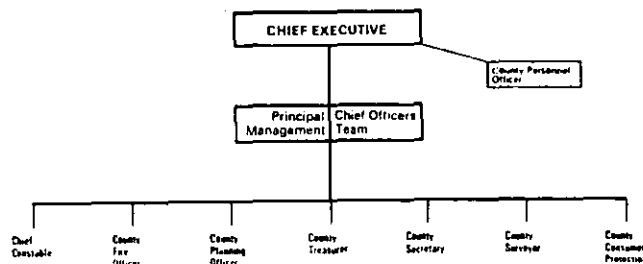 CHIEF EXECUTIVE
County Personnel
Officer
Principal Chief Officers
Management Team
Chief
Constable
County
Fire
Officer
County
Planning
Officer
County
Treasurer
County
Secretary
County
Surveyor
County
Consumer
Protection